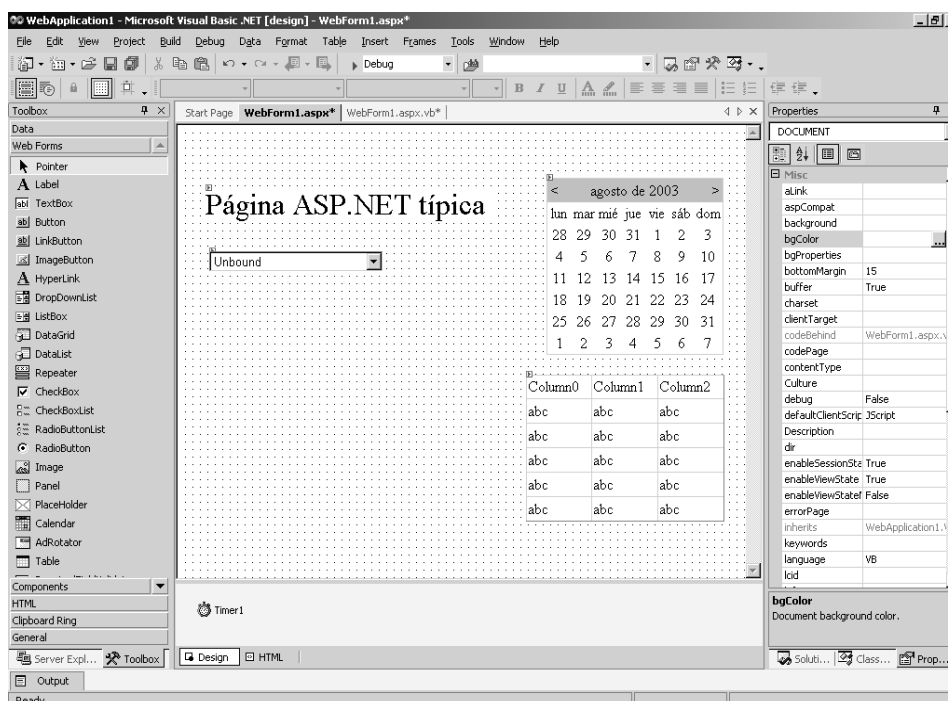 WebApplication1 - Microsoft Visual Basic .NET [design] - WebForm1.aspx*
File Edit View Project Build Debug Data Format Table Insert Frames Tools Window Help
Debug
B I U A
Toolbox
Data
Web Forms
Pointer
A Label
abl TextBox
ab Button
ab LinkButton
ImageButton
A HyperLink
DropDownList
ListBox
DataGrid
DataList
Repeater
CheckBox
CheckBoxList
RadioButtonList
RadioButton
Image
Panel
PlaceHolder
Calendar
AdRotator
Table
Components
HTML
Clipboard Ring
General
Server Expl... Toolbox
Start Page WebForm1.aspx* WebForm1.aspx.vb*
Página ASP.NET típica
Unbound
< agosto de 2003 >
lun mar mié jue vie sáb dom
28 29 30 31 1 2 3
4 5 6 7 8 9 10
11 12 13 14 15 16 17
18 19 20 21 22 23 24
25 26 27 28 29 30 31
1 2 3 4 5 6 7
Column0 Column1 Column2
abc abc abc
abc abc abc
abc abc abc
abc abc abc
abc abc abc
Timer1
Design HTML
Properties
DOCUMENT
Misc
aLink
aspCompat
background
bgColor ...
bgProperties
bottomMargin 15
buffer True
charset
clientTarget
codeBehind WebForm1.aspx.v
codePage
contentType
Culture
debug False
defaultClientScrip JScript
Description
dir
enableSessionSta True
enableViewState True
enableViewStateM False
errorPage
inherits WebApplication1.
keywords
language VB
lcid
bgColor
Document background color.
Soluti... Class... Prop...
Output
Ready